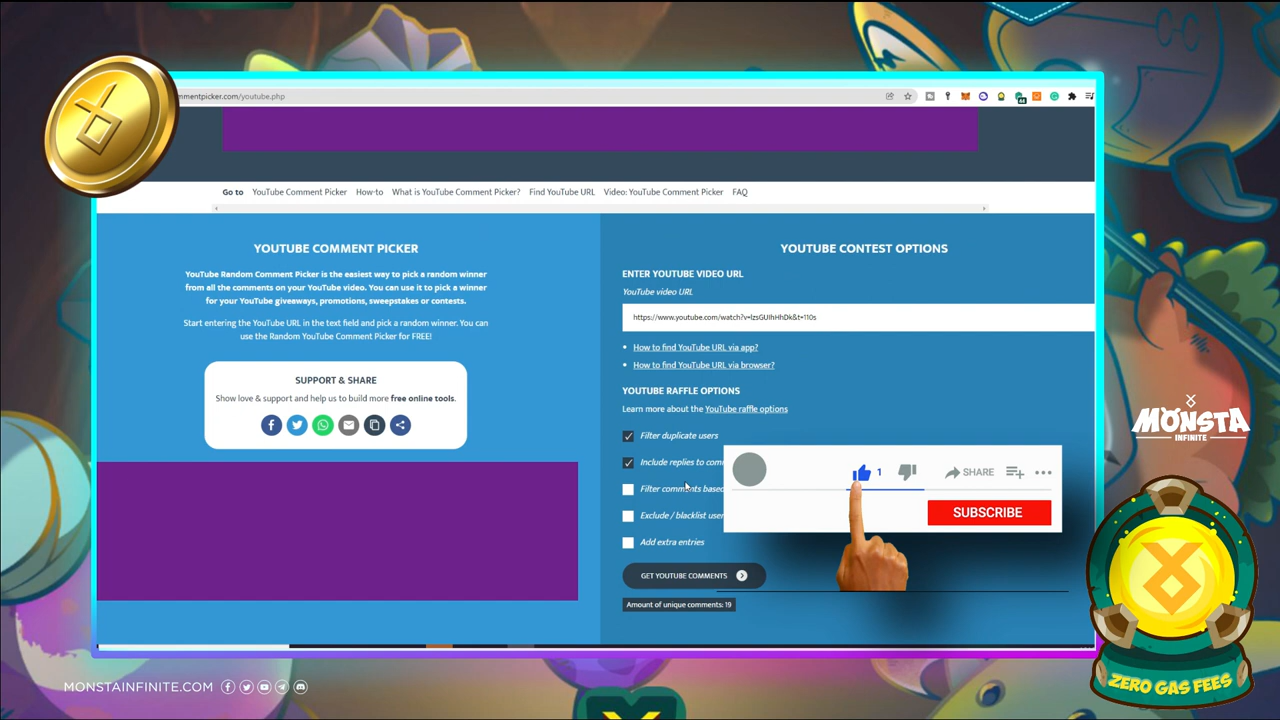 mmentpicker.com/youtube.php
Go to YouTube Comment Picker How-to What is YouTube Comment Picker? Find YouTube URL Video: YouTube Comment Picker FAQ
YOUTUBE COMMENT PICKER
YouTube Random Comment Picker is the easiest way to pick a random winner
from all the comments on your YouTube video. You can use it to pick a winner
for your YouTube giveaways, promotions, sweepstakes or contests.
Start entering the YouTube URL in the text field and pick a random winner. You can
use the Random YouTube Comment Picker for FREE!
SUPPORT & SHARE
Show love & support and help us to build more free online tools.
YOUTUBE CONTEST OPTIONS
ENTER YOUTUBE VIDEO URL
YouTube video URL
https://www.youtube.com/watch?v=IzsGUIhHhDk&t=110s
How to find YouTube URL via app?
How to find YouTube URL via browser?
YOUTUBE RAFFLE OPTIONS
Learn more about the YouTube raffle options
Filter duplicate users
Include replies to com
Filter comments based
Exclude / blacklist user
Add extra entries
GET YOUTUBE COMMENTS
Amount of unique comments: 19
1
SHARE
SUBSCRIBE
MONSTA
INFINITE
ZERO GAS FEES
MONSTAINFINITE.COM